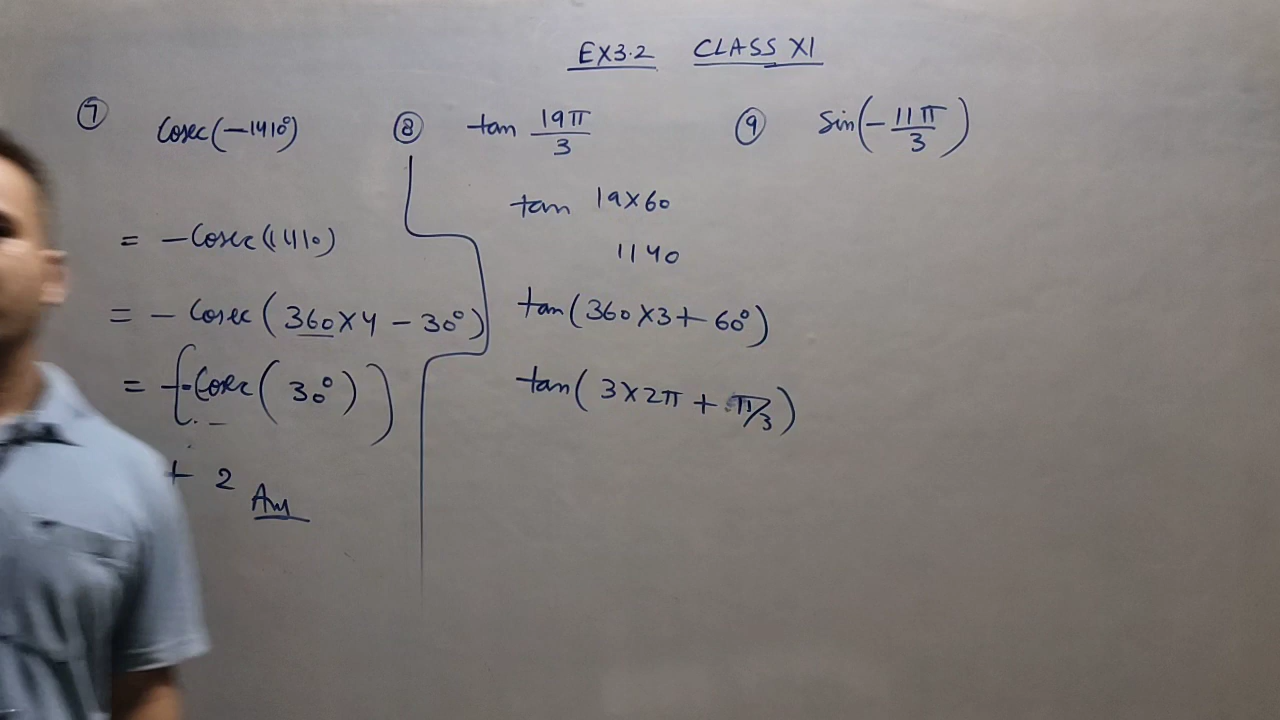 EX3.2 CLASS XI
⑦ Cosec(-1410°)
= -Cosec(1410)
= - Cosec(360×4 - 30°)
= -{-Cosec(30°)}
+ 2 Ans
⑧ tan 19π/3
tan 19×60
1140
tan(360×3+60°)
tan(3×2π + π/3)
⑨ Sin(-11π/3)